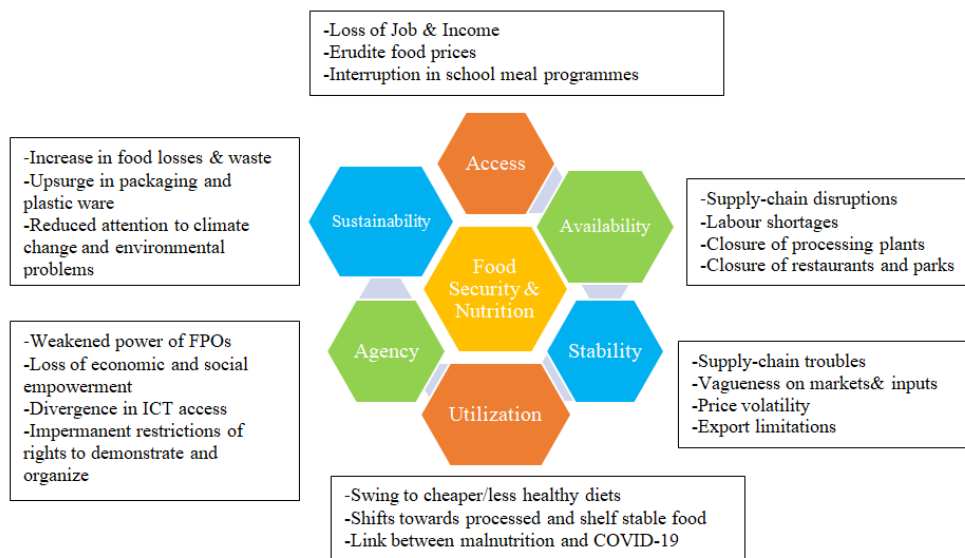 -Loss of Job & Income
-Erudite food prices
-Interruption in school meal programmes
Access
-Increase in food losses & waste
-Upsurge in packaging and
plastic ware
-Reduced attention to climate
change and environmental
problems
Sustainability
Availability
-Supply-chain disruptions
-Labour shortages
-Closure of processing plants
-Closure of restaurants and parks
Food
Security &
Nutrition
-Weakened power of FPOs
-Loss of economic and social
empowerment
-Divergence in ICT access
-Impermanent restrictions of
rights to demonstrate and
organize
Agency
Stability
-Supply-chain troubles
-Vagueness on markets& inputs
-Price volatility
-Export limitations
Utilization
-Swing to cheaper/less healthy diets
-Shifts towards processed and shelf stable food
-Link between malnutrition and COVID-19